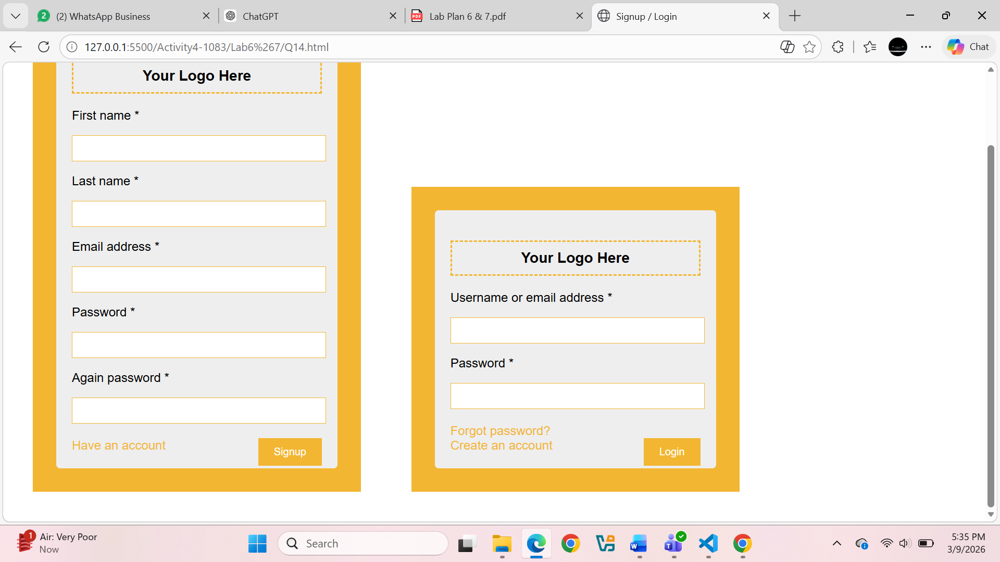 2
(2) WhatsApp Business
ChatGPT
PDF
Lab Plan 6 & 7.pdf
Signup / Login
127.0.0.1:5500/Activity4-1083/Lab6%267/Q14.html
Chat
Your Logo Here
First name *
Last name *
Email address *
Password *
Again password *
Have an account
Signup
Your Logo Here
Username or email address *
Password *
Forgot password?
Create an account
Login
1
Air: Very Poor
Now
Search
W
T
5:35 PM
3/9/2026